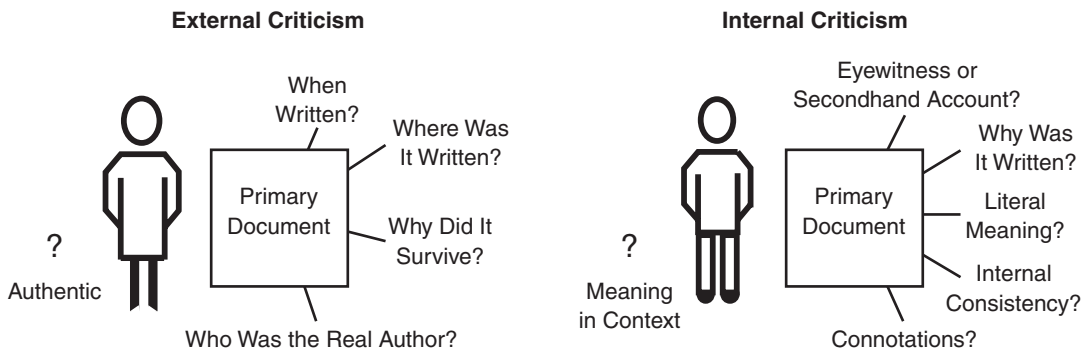 External Criticism
When
Written?
Where Was
It Written?
Primary
Document
Why Did It
Survive?
?
Authentic
Who Was the Real Author?
Internal Criticism
Eyewitness or
Secondhand Account?
Why Was
It Written?
Primary
Document
Literal
Meaning?
?
Meaning
in Context
Internal
Consistency?
Connotations?